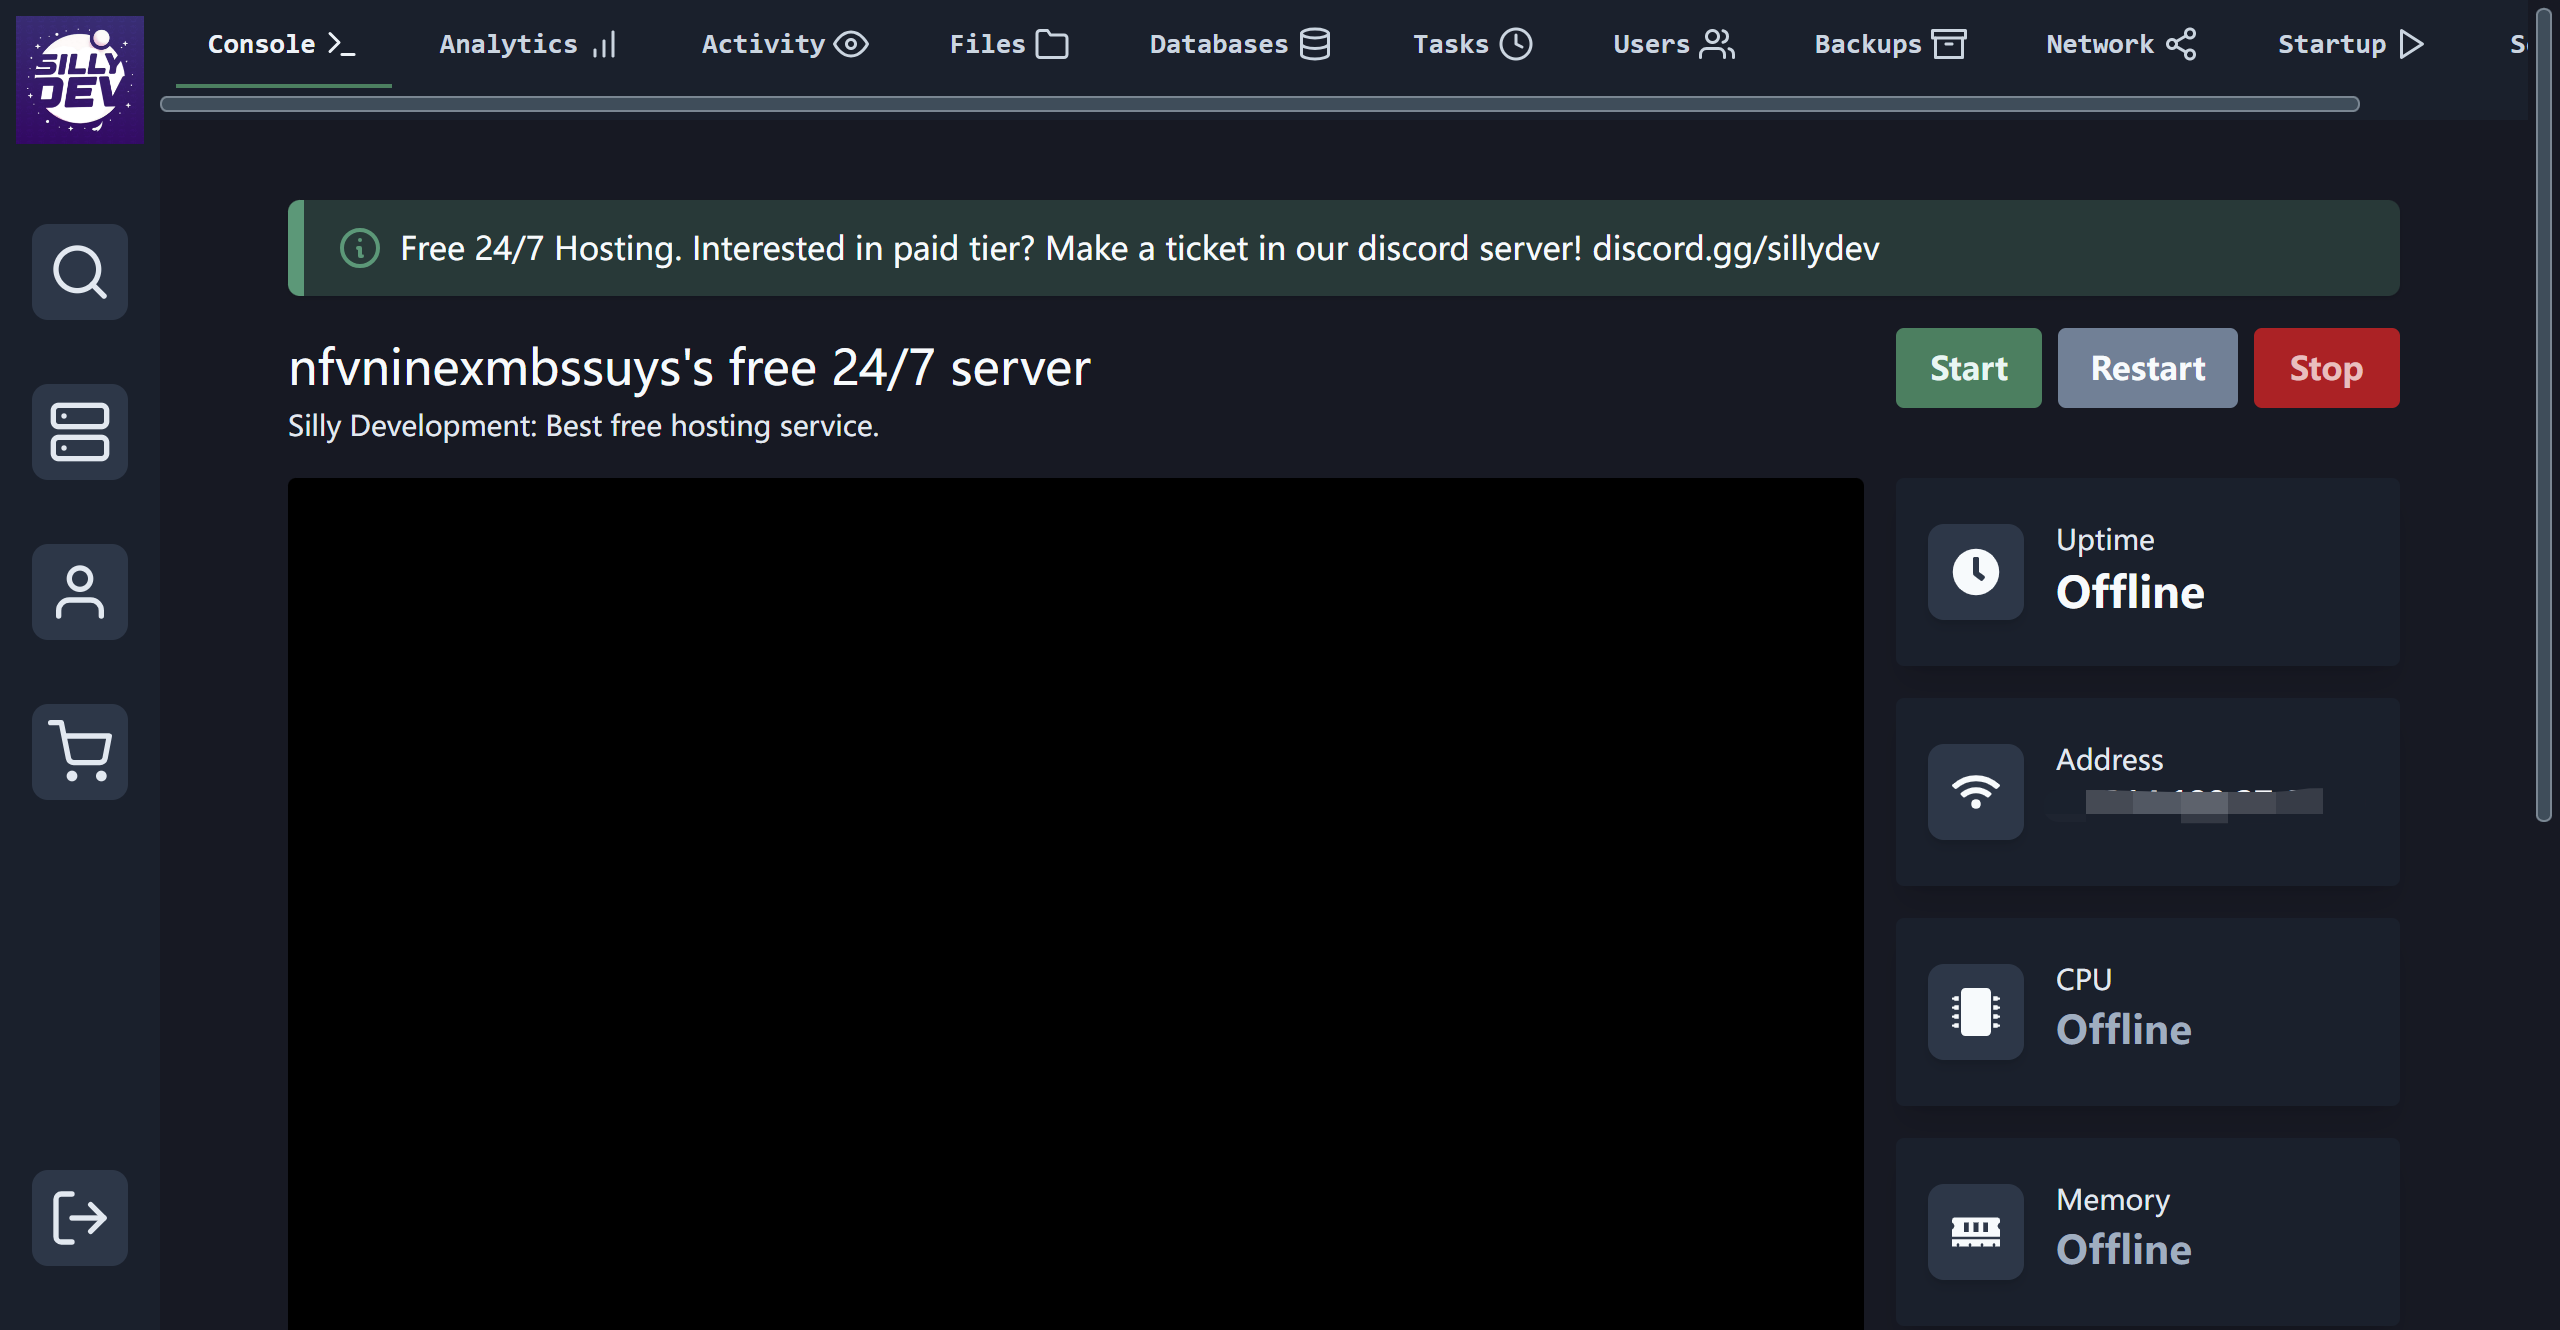 SILLY
DEV
Console
Analytics
Activity
Files
Databases
Tasks
Users
Backups
Network
Startup
Free 24/7 Hosting. Interested in paid tier? Make a ticket in our discord server! discord.gg/sillydev
nfvninexmbssuys's free 24/7 server
Silly Development: Best free hosting service.
Start
Restart
Stop
Uptime
Offline
Address
CPU
Offline
Memory
Offline